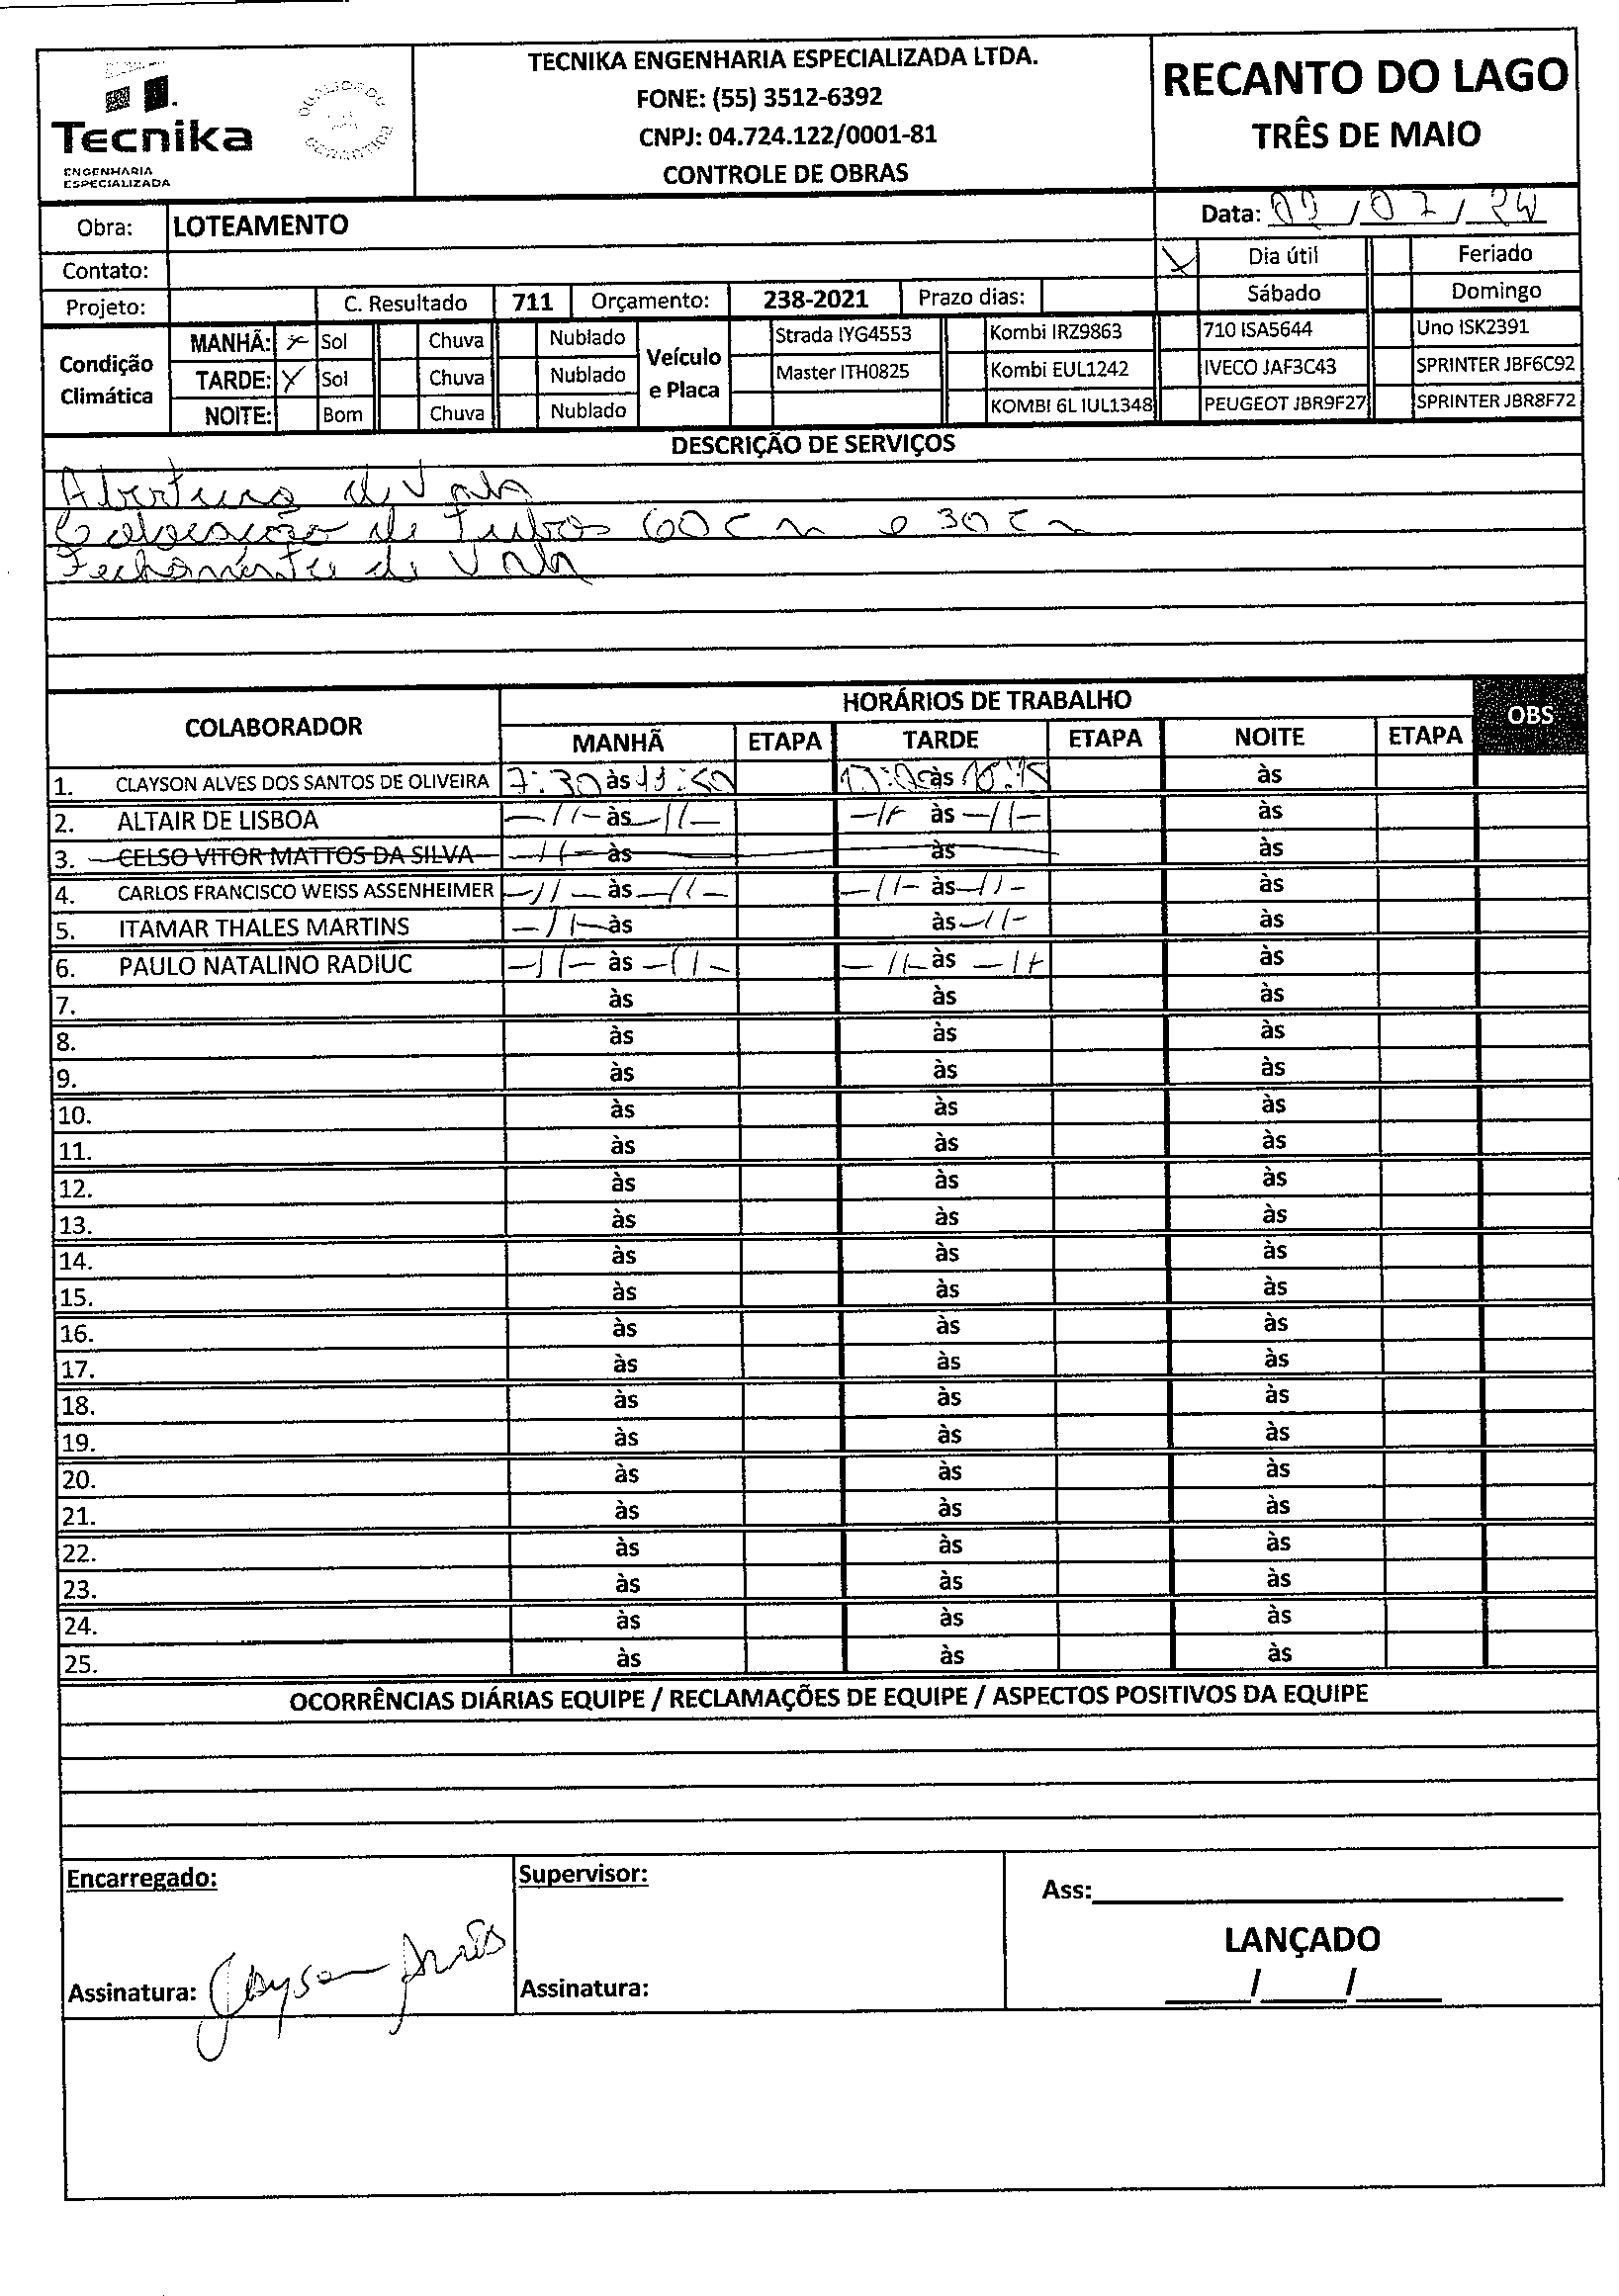 Tecnika
ENGENHARIA
ESPECIALIZADA
TECNIKA ENGENHARIA ESPECIALIZADA LTDA.
FONE: (55) 3512-6392
CNPJ: 04.724.122/0001-81
CONTROLE DE OBRAS
RECANTO DO LAGO
TRÊS DE MAIO
Obra: LOTEAMENTO
Data: / 07 / 24
Contato:
X Dia útil Feriado
Projeto: C. Resultado 711 Orçamento: 238-2021 Prazo dias: Sábado Domingo
Condição Climática
MANHÃ: X Sol Chuva Nublado
TARDE: X Sol Chuva Nublado
NOITE: Bom Chuva Nublado
Veículo e Placa
Strada IYG4553 Kombi IRZ9863 710 ISA5644 Uno ISK2391
Master ITH0825 Kombi EUL1242 IVECO JAF3C43 SPRINTER JBF6C92
KOMBI 6L IUL1348 PEUGEOT JBR9F27 SPRINTER JBR8F72
DESCRIÇÃO DE SERVIÇOS
Abertura de Vala
Colocação de tubos 60 cm e 30 cm
Fechamento de Vala
COLABORADOR HORÁRIOS DE TRABALHO OBS
MANHÃ ETAPA TARDE ETAPA NOITE ETAPA
1. CLAYSON ALVES DOS SANTOS DE OLIVEIRA 7:30 às 11:50 às às
2. ALTAIR DE LISBOA -//- às -//- -//- às -//- às
3. CELSO VITOR MATTOS DA SILVA -//- às às às
4. CARLOS FRANCISCO WEISS ASSENHEIMER -//- às -//- -//- às -//- às
5. ITAMAR THALES MARTINS -//- às às -//- às
6. PAULO NATALINO RADIUC -//- às -//- -//- às -//- às
7. às às às
8. às às às
9. às às às
10. às às às
11. às às às
12. às às às
13. às às às
14. às às às
15. às às às
16. às às às
17. às às às
18. às às às
19. às às às
20. às às às
21. às às às
22. às às às
23. às às às
24. às às às
25. às às às
OCORRÊNCIAS DIÁRIAS EQUIPE / RECLAMAÇÕES DE EQUIPE / ASPECTOS POSITIVOS DA EQUIPE
Encarregado: Supervisor: Ass:
LANÇADO
Assinatura: Clayson Assinatura: / /